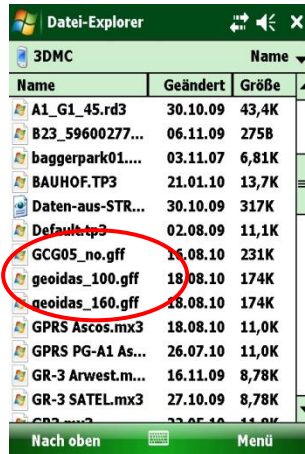 Datei-Explorer
3DMC Name
Name Geändert Größe
A1_G1_45.rd3 30.10.09 43,4K
B23_59600277... 06.11.09 275B
baggerpark01.... 03.11.07 6,81K
BAUHOF.TP3 21.01.10 13,7K
Daten-aus-STR... 30.10.09 317K
Default.tp3 02.08.09 11,1K
GCG05_no.gff 16.08.10 231K
geoidas_100.gff 18.08.10 174K
geoidas_160.gff 18.08.10 174K
GPRS Ascos.mx3 18.08.10 11,0K
GPRS PG-A1 As... 26.07.10 11,0K
GR-3 Arwest.m... 16.11.09 8,78K
GR-3 SATEL.mx3 27.10.09 8,78K
Nach oben Menü